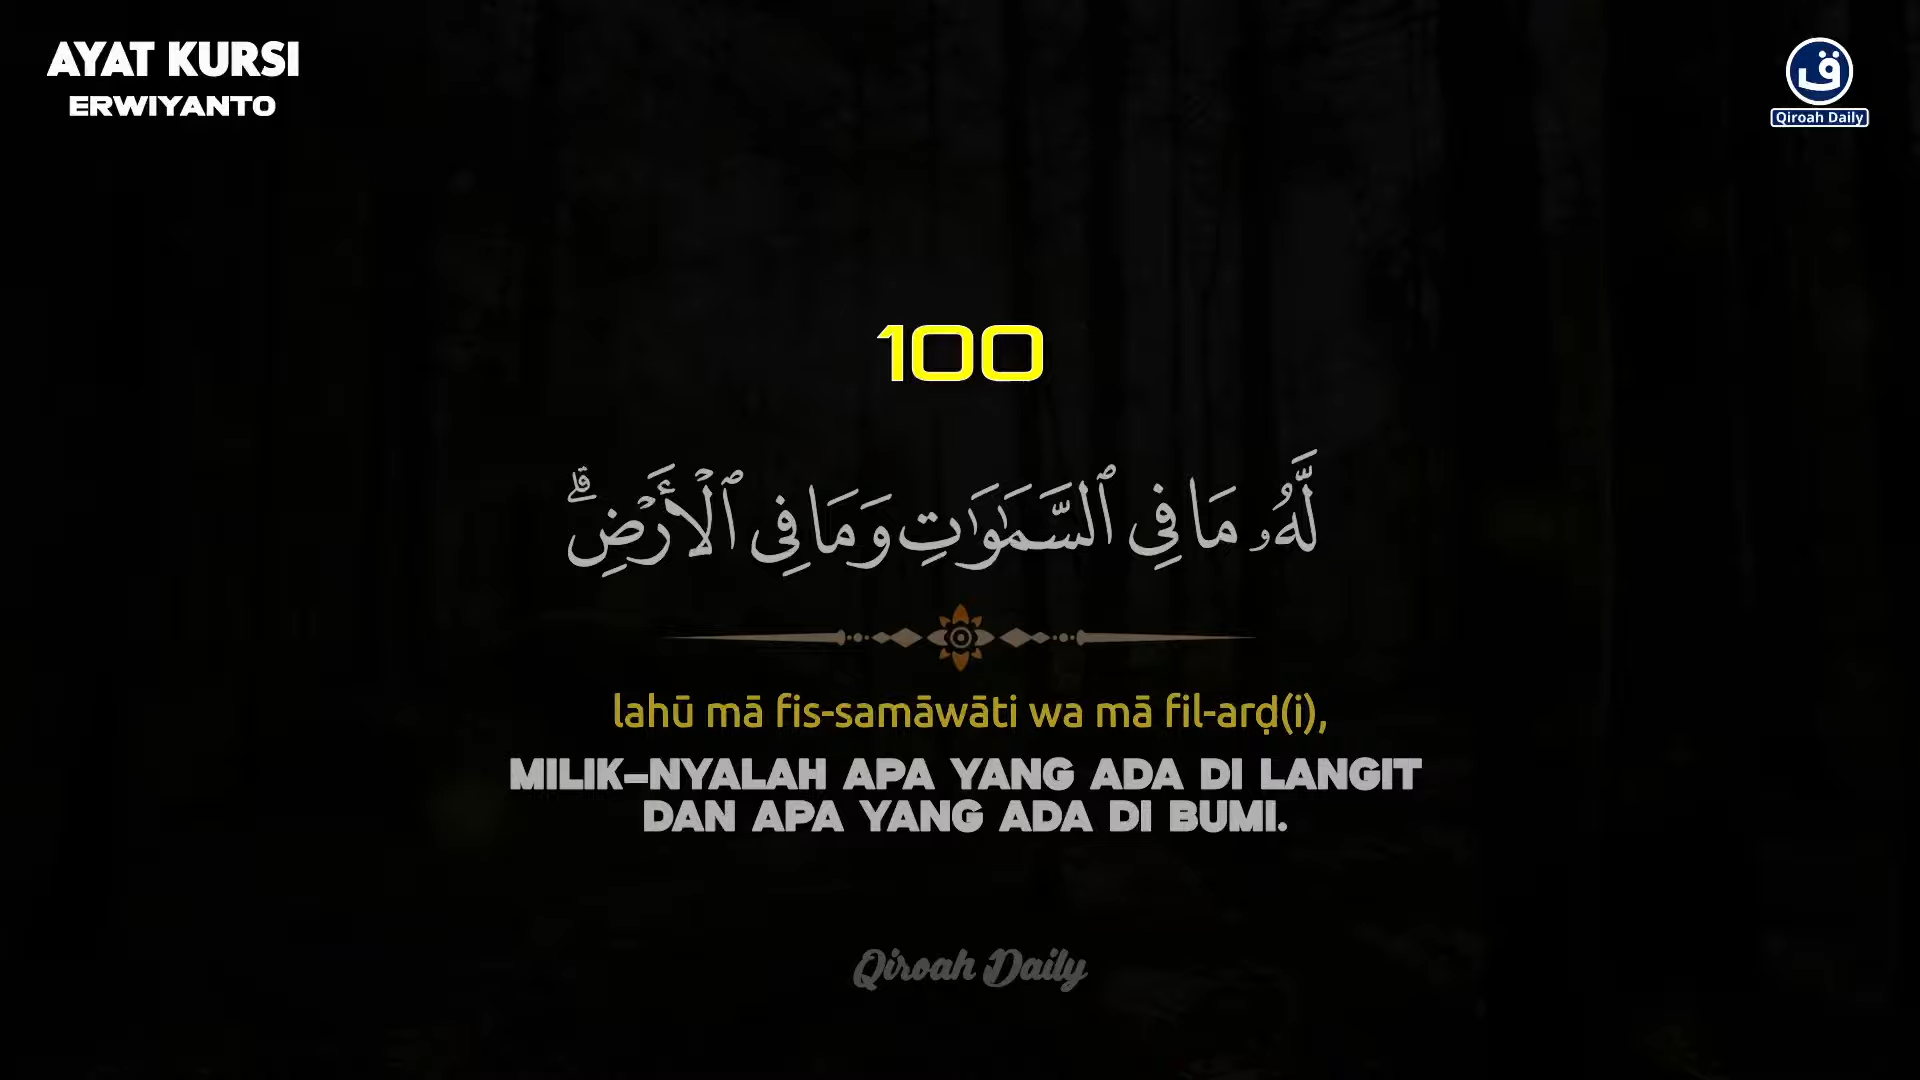 AYAT KURSI
ERWIYANTO
ق
Qiroah Daily
100
لَّهُۥ مَا فِى ٱلسَّمَٰوَٰتِ وَمَا فِى ٱلْأَرْضِ ۗ
lahū mā fis-samāwāti wa mā fil-arḍ(i),
MILIK-NYALAH APA YANG ADA DI LANGIT
DAN APA YANG ADA DI BUMI.
Qiroah Daily